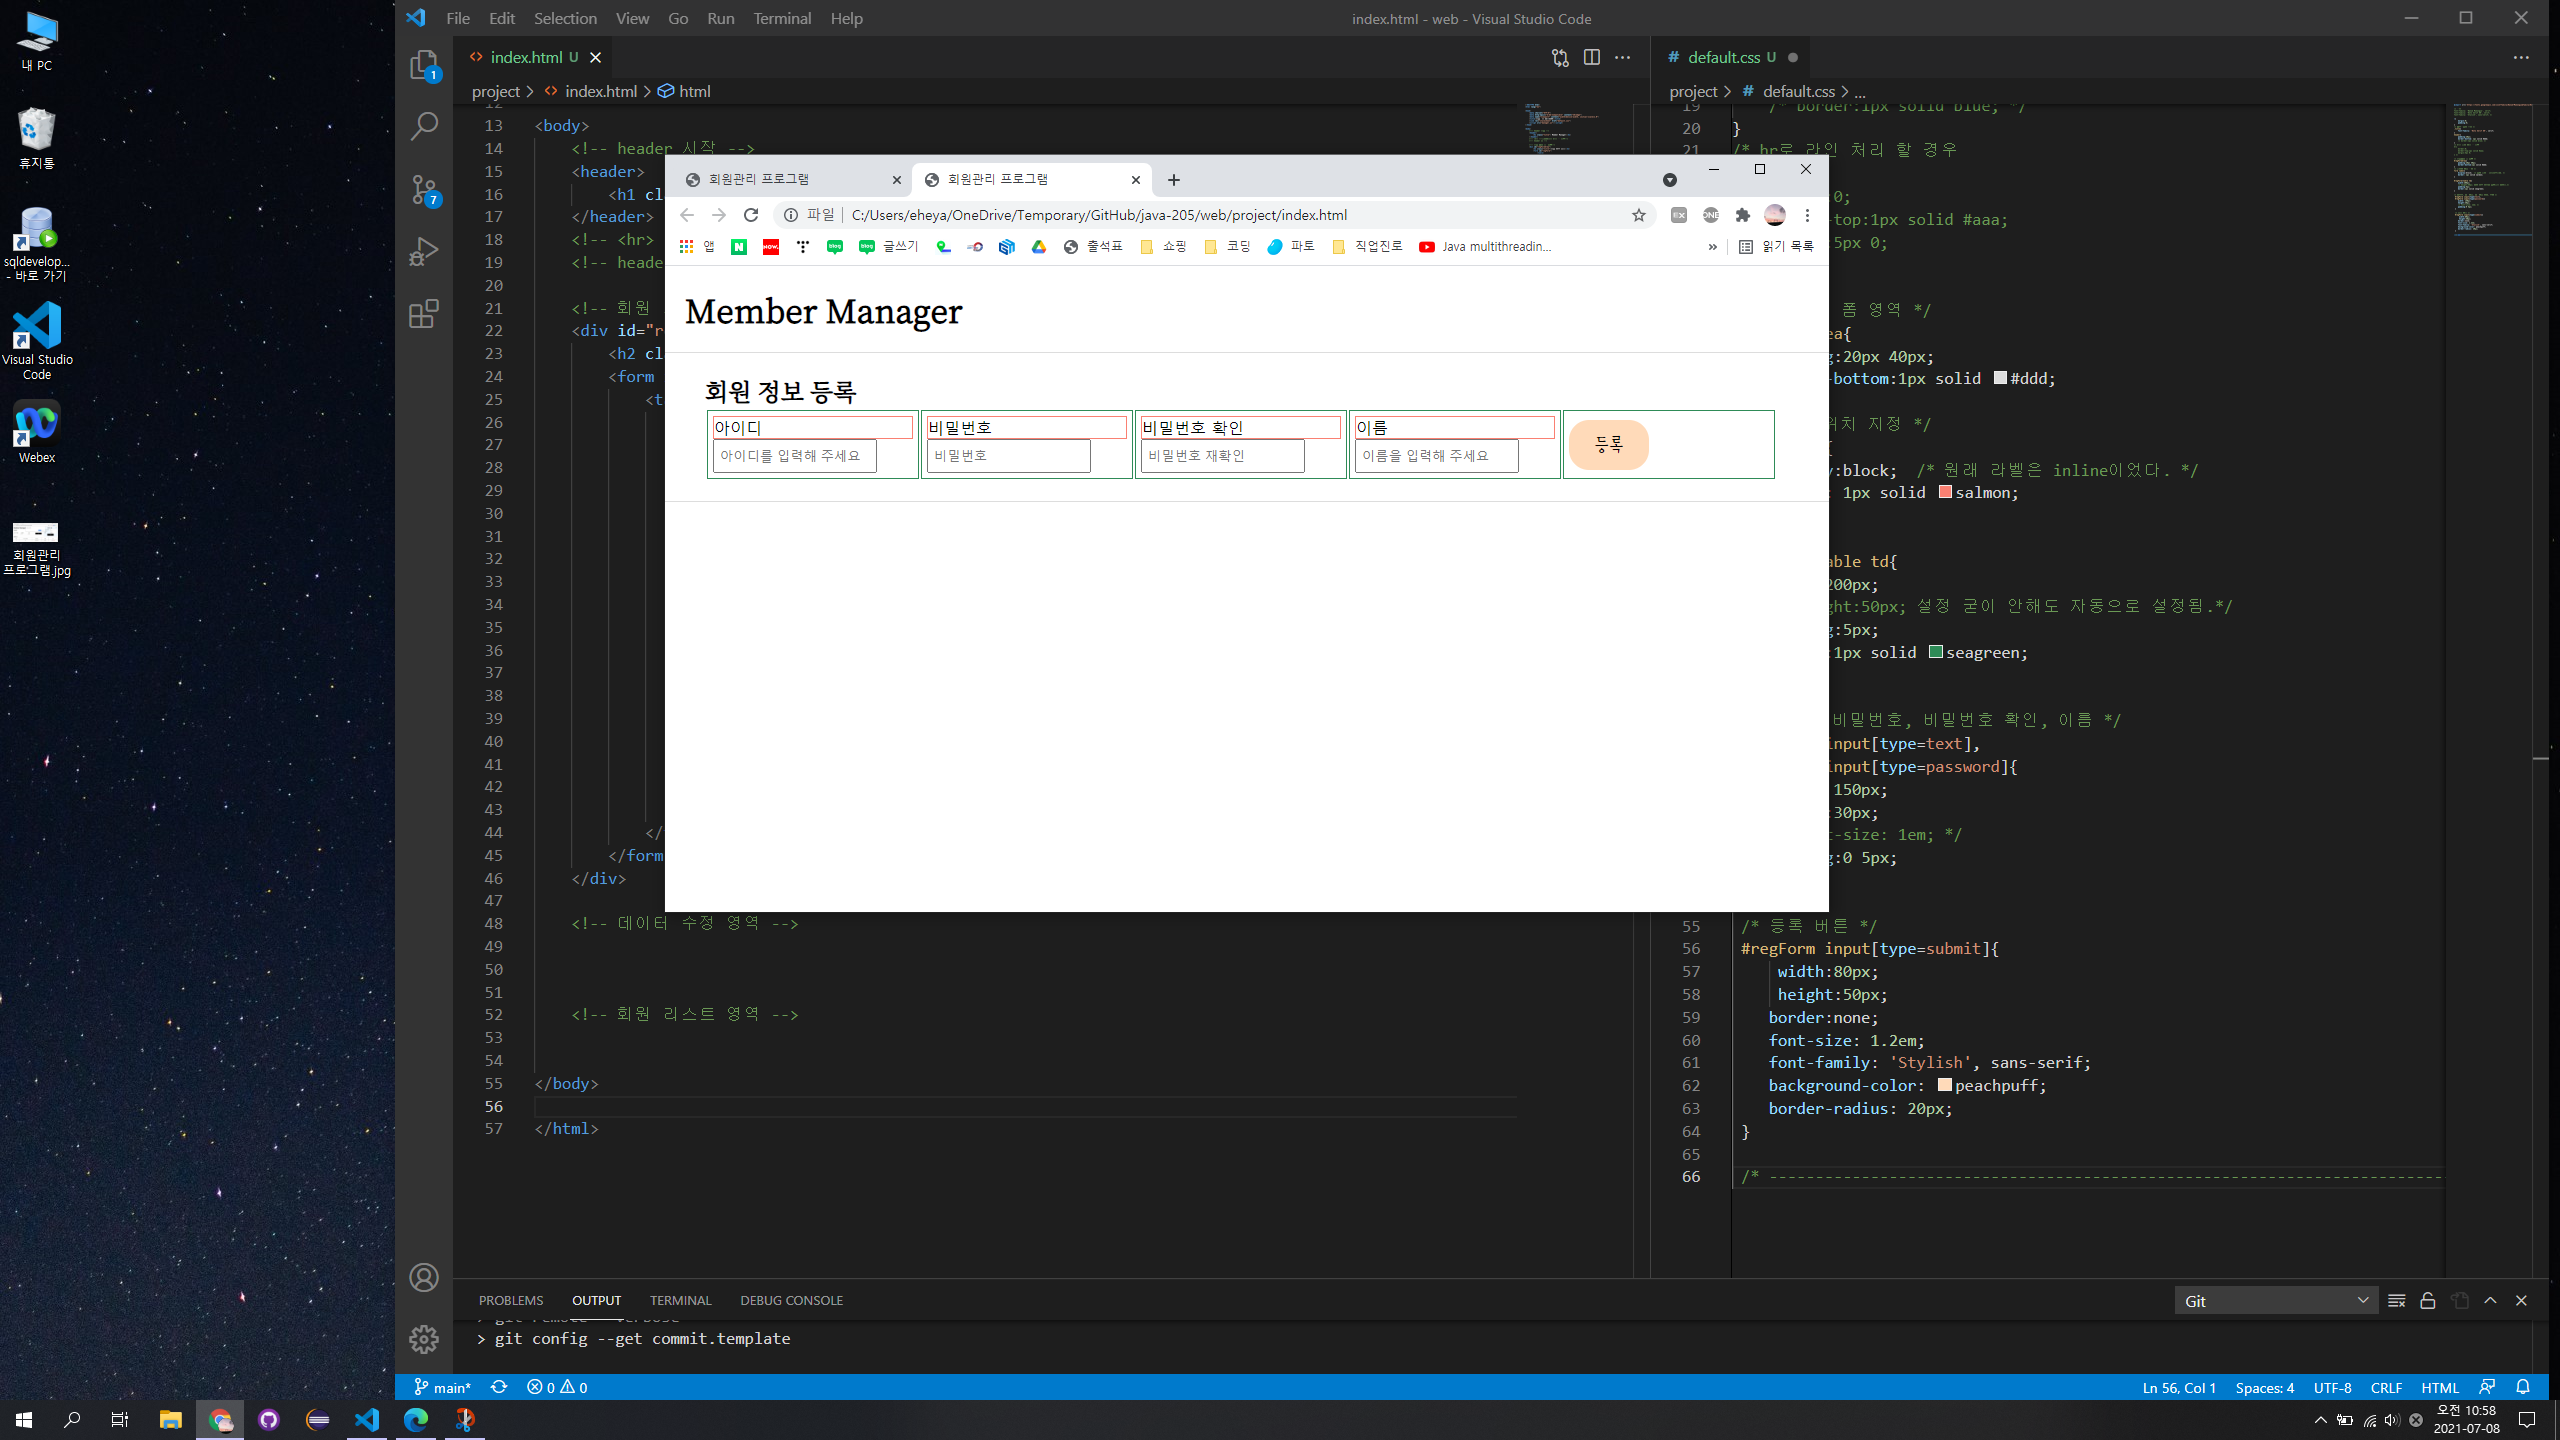 내 PC
휴지통
sqldevelop...
- 바로 가기
Visual Studio
Code
Webex
회원관리
프로그램.jpg
File Edit Selection View Go Run Terminal Help
index.html - web - Visual Studio Code
index.html U
project > index.html > html
12
13 <body>
14 <!-- header 시작 -->
15 <header>
16 <h1 cl
17 </header>
18 <!-- <hr>
19 <!-- heade
20
21 <!-- 회원
22 <div id="r
23 <h2 cl
24 <form
25 <t
26
27
28
29
30
31
32
33
34
35
36
37
38
39
40
41
42
43
44 </
45 </form
46 </div>
47
48 <!-- 데이터 수정 영역 -->
49
50
51
52 <!-- 회원 리스트 영역 -->
53
54
55 </body>
56
57 </html>
회원관리 프로그램
회원관리 프로그램
파일 | C:/Users/eheya/OneDrive/Temporary/GitHub/java-205/web/project/index.html
앱 N NOW. blog blog 글쓰기 출석표 쇼핑 코딩 파토 직업진로 Java multithreadin... » 읽기 목록
Member Manager
회원 정보 등록
아이디 비밀번호 비밀번호 확인 이름
아이디를 입력해 주세요 비밀번호 비밀번호 재확인 이름을 입력해 주세요 등록
# default.css U
project > # default.css > ...
19 /* border:1px solid blue; */
20 }
21 /* hr로 라인 처리 할 경우
0;
-top:1px solid #aaa;
5px 0;
폼 영역 */
ea{
g:20px 40px;
-bottom:1px solid #ddd;
위치 지정 */
{
y:block; /* 원래 라벨은 inline이었다. */
: 1px solid salmon;
able td{
200px;
ght:50px; 설정 굳이 안해도 자동으로 설정됨.*/
g:5px;
:1px solid seagreen;
비밀번호, 비밀번호 확인, 이름 */
input[type=text],
input[type=password]{
150px;
:30px;
t-size: 1em; */
g:0 5px;
55 /* 등록 버튼 */
56 #regForm input[type=submit]{
57 width:80px;
58 height:50px;
59 border:none;
60 font-size: 1.2em;
61 font-family: 'Stylish', sans-serif;
62 background-color: peachpuff;
63 border-radius: 20px;
64 }
65
66 /* --------------------------------------------------------------------------
PROBLEMS OUTPUT TERMINAL DEBUG CONSOLE
Git
> git remote --verbose
> git config --get commit.template
1
7
main* 0 0
Ln 56, Col 1 Spaces: 4 UTF-8 CRLF HTML
오전 10:58
2021-07-08